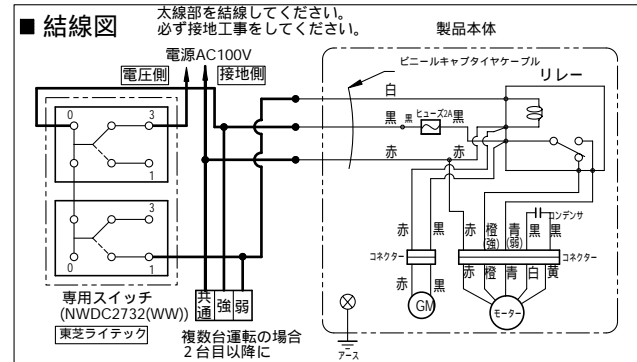 ■ 結線図
太線部を結線してください。
必ず接地工事をしてください。
製品本体
電源AC100V
電圧側
接地側
ビニールキャブタイヤケーブル
リレー
白
黒
黒
ヒューズ2A
黒
赤
赤
0
3
1
3
0
1
赤
黒
赤
橙
(強)
青
(弱)
黒
コンデンサ
黒
コネクター
コネクター
赤
黒
赤
橙
青
白
黄
GM
モーター
専用スイッチ
(NWDC2732(WW))
東芝ライテック
共通
強
弱
複数台運転の場合
2台目以降に
アース